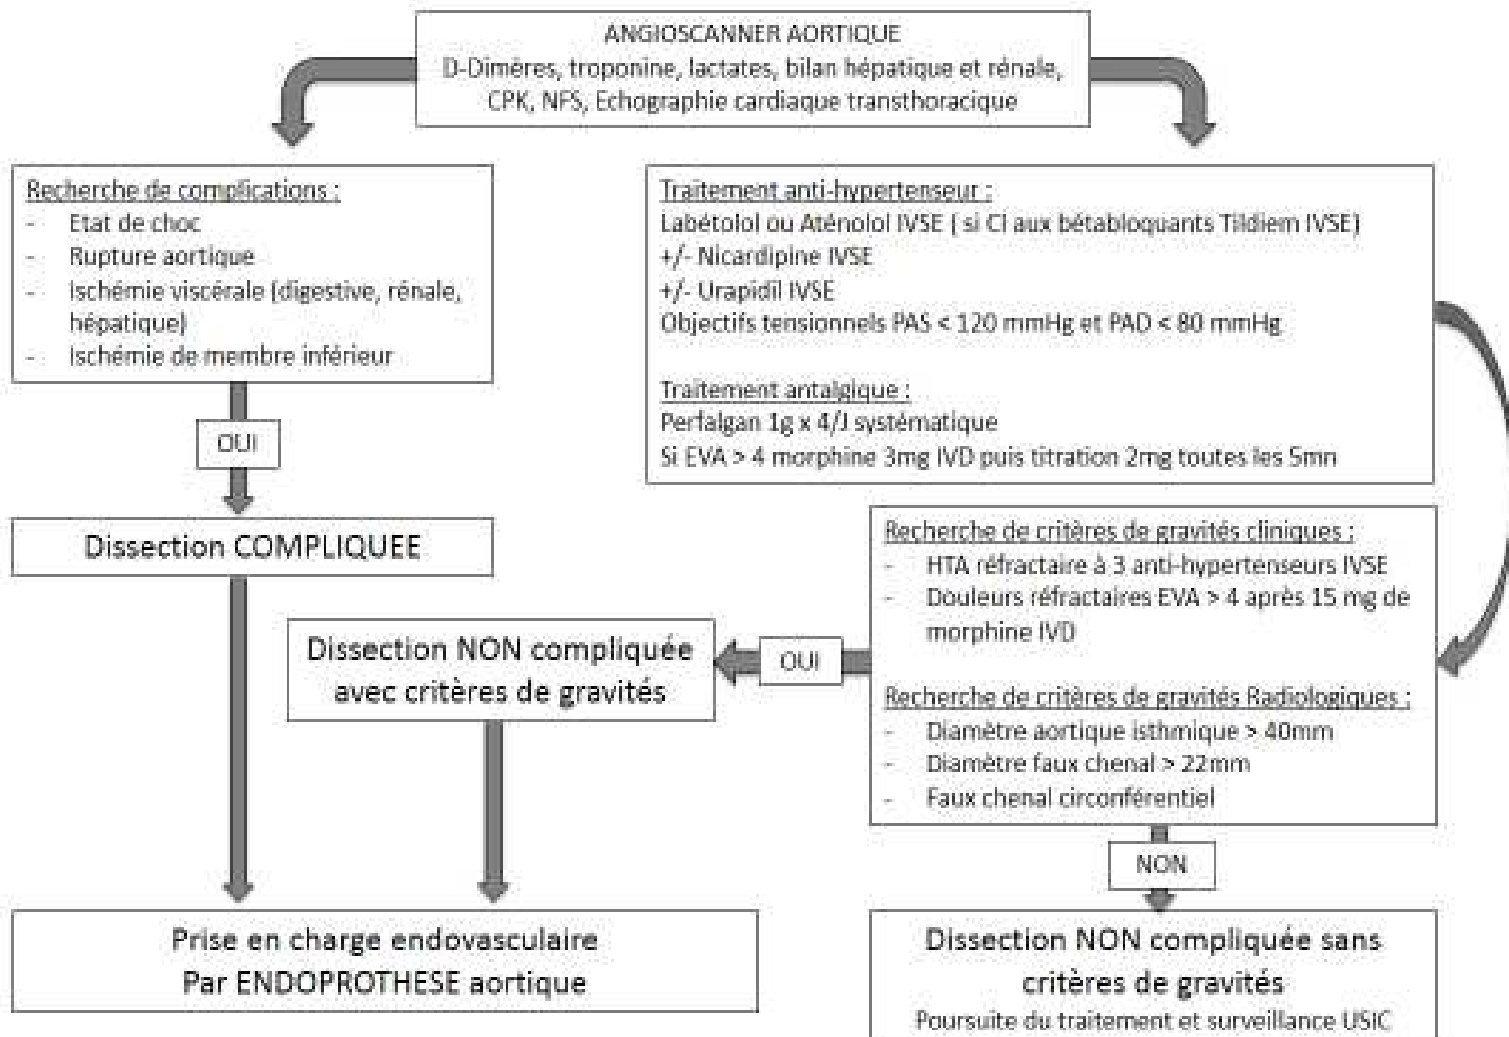 ANGIOSCANNER AORTIQUE
D-Dimères, troponine, lactates, bilan hépatique et rénale,
CPK, NFS, Echographie cardiaque transthoracique
Recherche de complications :
- Etat de choc
- Rupture aortique
- Ischémie viscérale (digestive, rénale,
hépatique)
- Ischémie de membre inférieur
OUI
Dissection COMPLIQUEE
Traitement anti-hypertenseur :
Labétolol ou Aténolol IVSE ( si CI aux bétabloquants Tildiem IVSE)
+/- Nicardipine IVSE
+/- Urapidil IVSE
Objectifs tensionnels PAS < 120 mmHg et PAD < 80 mmHg
Traitement antalgique :
Perfalgan 1g x 4/J systématique
Si EVA > 4 morphine 3mg IVD puis titration 2mg toutes les 5mn
Recherche de critères de gravités cliniques :
- HTA réfractaire à 3 anti-hypertenseurs IVSE
- Douleurs réfractaires EVA > 4 après 15 mg de
morphine IVD
Recherche de critères de gravités Radiologiques :
- Diamètre aortique isthmique > 40mm
- Diamètre faux chenal > 22mm
- Faux chenal circonférentiel
OUI
Dissection NON compliquée
avec critères de gravités
NON
Prise en charge endovasculaire
Par ENDOPROTHESE aortique
Dissection NON compliquée sans
critères de gravités
Poursuite du traitement et surveillance USIC